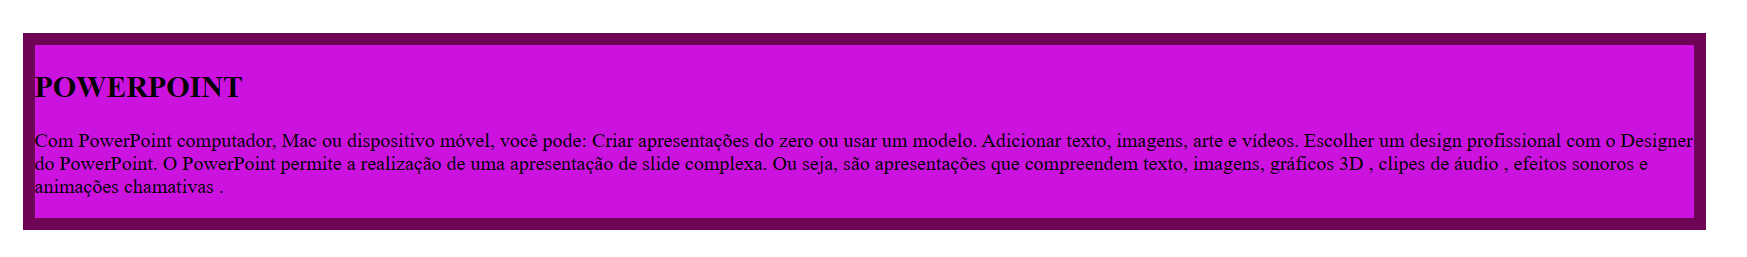 POWERPOINT
Com PowerPoint computador, Mac ou dispositivo móvel, você pode: Criar apresentações do zero ou usar um modelo. Adicionar texto, imagens, arte e vídeos. Escolher um design profissional com o Designer
do PowerPoint. O PowerPoint permite a realização de uma apresentação de slide complexa. Ou seja, são apresentações que compreendem texto, imagens, gráficos 3D , clipes de áudio , efeitos sonoros e
animações chamativas .